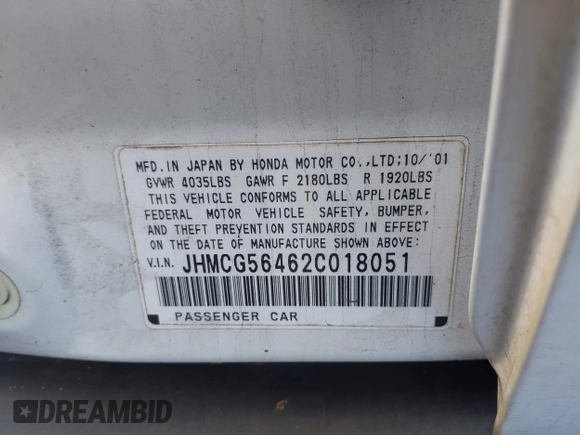 MFD.IN JAPAN BY HONDA MOTOR CO.,LTD;10/'01
GVWR 4035LBS GAWR F 2180LBS R 1920LBS
THIS VEHICLE CONFORMS TO ALL APPLICABLE
FEDERAL MOTOR VEHICLE SAFETY, BUMPER,
AND THEFT PREVENTION STANDARDS IN EFFECT
ON THE DATE OF MANUFACTURE SHOWN ABOVE:
V.I.N. JHMCG56462C018051
PASSENGER CAR
DREAMBID